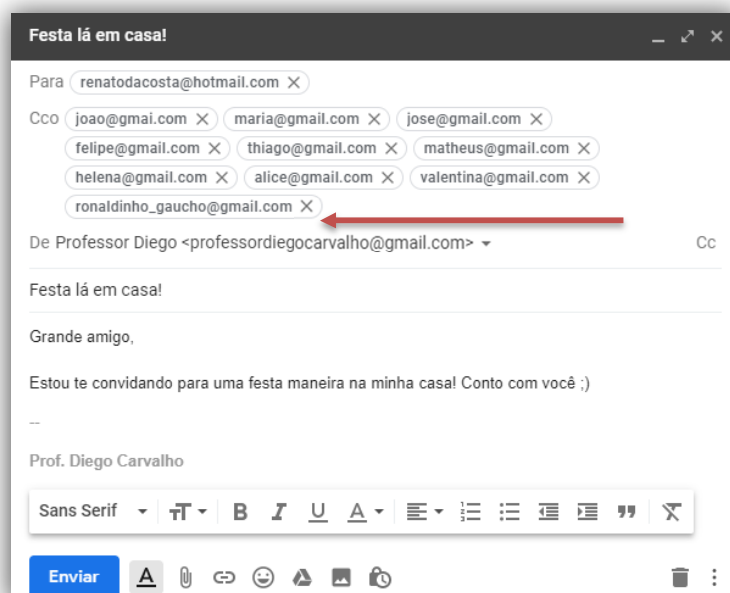 Festa lá em casa!
Para renatodacosta@hotmail.com
Cco joao@gmai.com maria@gmail.com jose@gmail.com
felipe@gmail.com thiago@gmail.com matheus@gmail.com
helena@gmail.com alice@gmail.com valentina@gmail.com
ronaldinho_gaucho@gmail.com
De Professor Diego <professordiegocarvalho@gmail.com> Cc
Festa lá em casa!
Grande amigo,
Estou te convidando para uma festa maneira na minha casa! Conto com você ;)
--
Prof. Diego Carvalho
Sans Serif B I U A
Enviar A